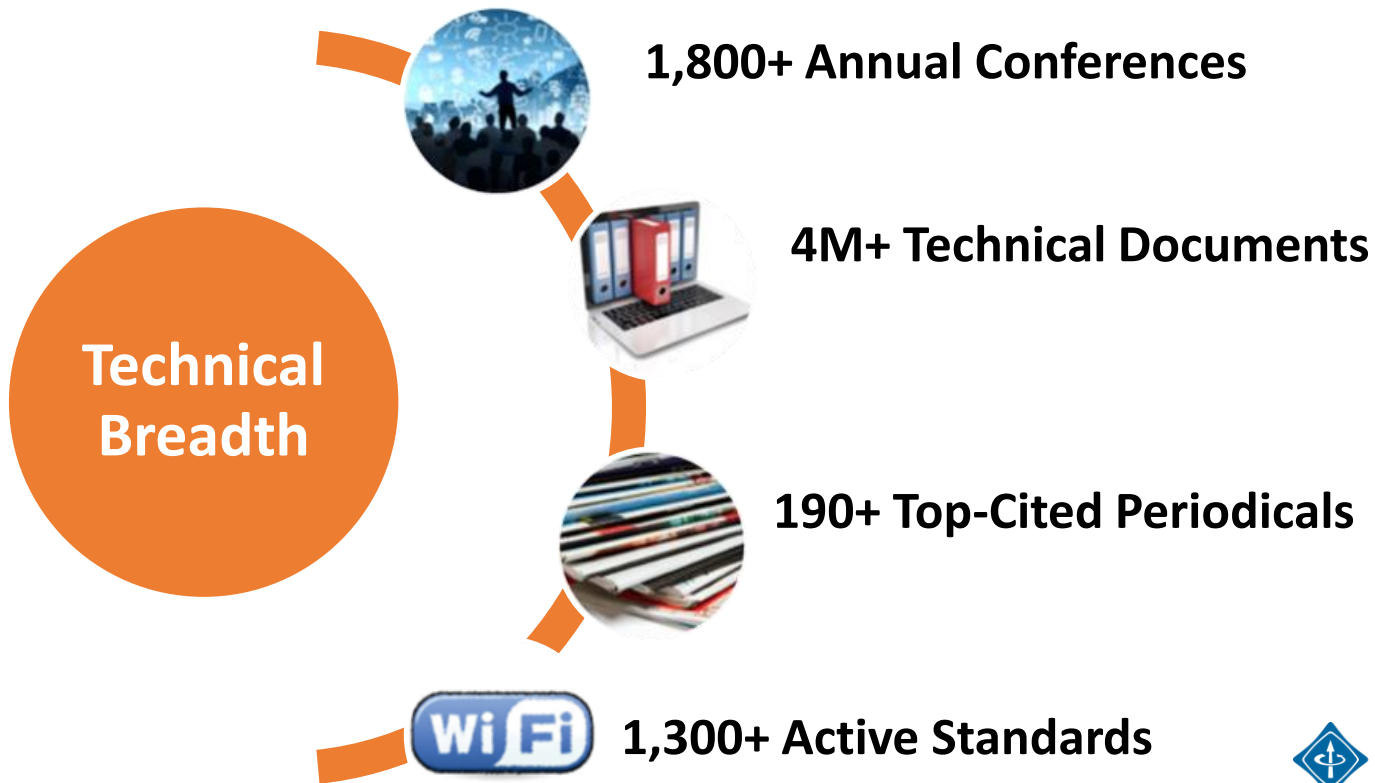 1,800+ Annual Conferences
4M+ Technical Documents
Technical
Breadth
190+ Top-Cited Periodicals
Wi Fi
1,300+ Active Standards